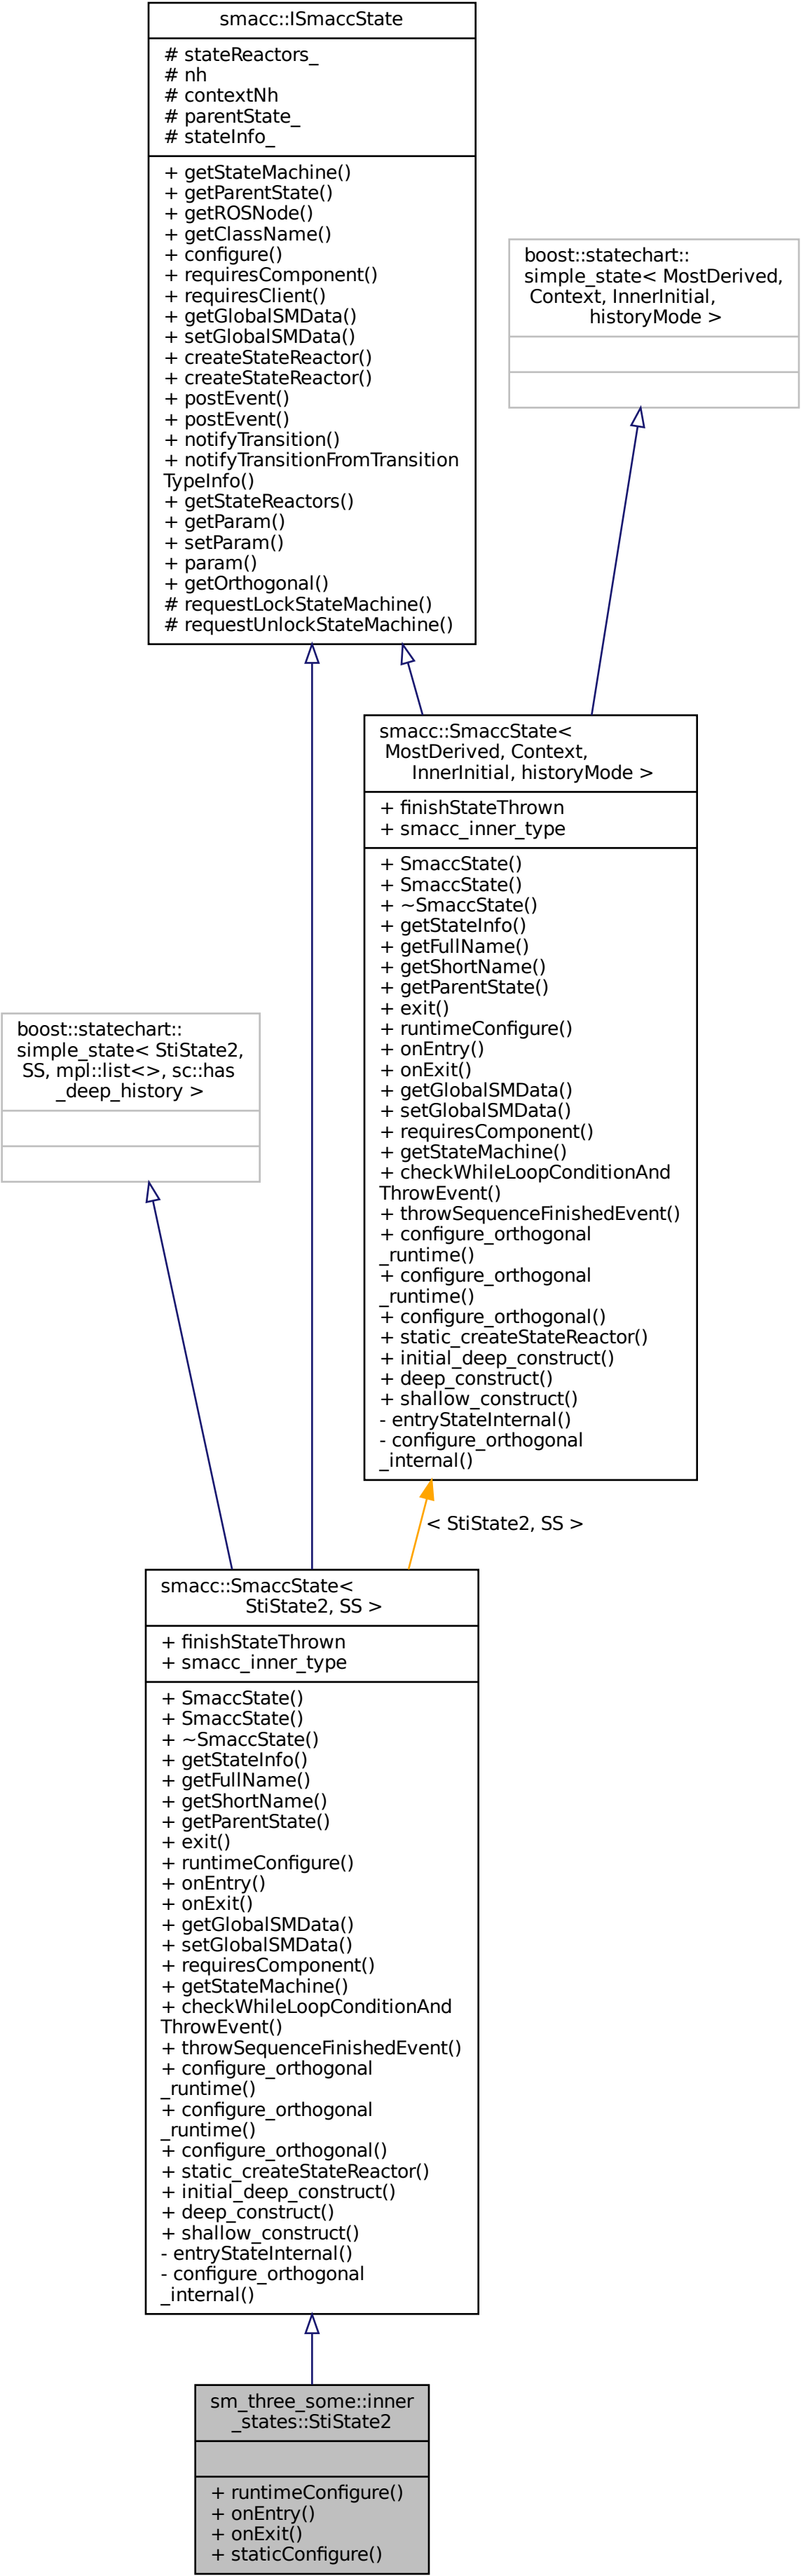 smacc::ISmaccState
# stateReactors_
# nh
# contextNh
# parentState_
# stateInfo_
+ getStateMachine()
+ getParentState()
+ getROSNode()
+ getClassName()
+ configure()
+ requiresComponent()
+ requiresClient()
+ getGlobalSMData()
+ setGlobalSMData()
+ createStateReactor()
+ createStateReactor()
+ postEvent()
+ postEvent()
+ notifyTransition()
+ notifyTransitionFromTransition
TypeInfo()
+ getStateReactors()
+ getParam()
+ setParam()
+ param()
+ getOrthogonal()
# requestLockStateMachine()
# requestUnlockStateMachine()
boost::statechart::
simple_state< MostDerived,
Context, InnerInitial,
historyMode >
smacc::SmaccState<
MostDerived, Context,
InnerInitial, historyMode >
+ finishStateThrown
+ smacc_inner_type
+ SmaccState()
+ SmaccState()
+ ~SmaccState()
+ getStateInfo()
+ getFullName()
+ getShortName()
+ getParentState()
+ exit()
+ runtimeConfigure()
+ onEntry()
+ onExit()
+ getGlobalSMData()
+ setGlobalSMData()
+ requiresComponent()
+ getStateMachine()
+ checkWhileLoopConditionAnd
ThrowEvent()
+ throwSequenceFinishedEvent()
+ configure_orthogonal
_runtime()
+ configure_orthogonal
_runtime()
+ configure_orthogonal()
+ static_createStateReactor()
+ initial_deep_construct()
+ deep_construct()
+ shallow_construct()
- entryStateInternal()
- configure_orthogonal
_internal()
boost::statechart::
simple_state< StiState2,
SS, mpl::list<>, sc::has
_deep_history >
< StiState2, SS >
smacc::SmaccState<
StiState2, SS >
+ finishStateThrown
+ smacc_inner_type
+ SmaccState()
+ SmaccState()
+ ~SmaccState()
+ getStateInfo()
+ getFullName()
+ getShortName()
+ getParentState()
+ exit()
+ runtimeConfigure()
+ onEntry()
+ onExit()
+ getGlobalSMData()
+ setGlobalSMData()
+ requiresComponent()
+ getStateMachine()
+ checkWhileLoopConditionAnd
ThrowEvent()
+ throwSequenceFinishedEvent()
+ configure_orthogonal
_runtime()
+ configure_orthogonal
_runtime()
+ configure_orthogonal()
+ static_createStateReactor()
+ initial_deep_construct()
+ deep_construct()
+ shallow_construct()
- entryStateInternal()
- configure_orthogonal
_internal()
sm_three_some::inner
_states::StiState2
+ runtimeConfigure()
+ onEntry()
+ onExit()
+ staticConfigure()